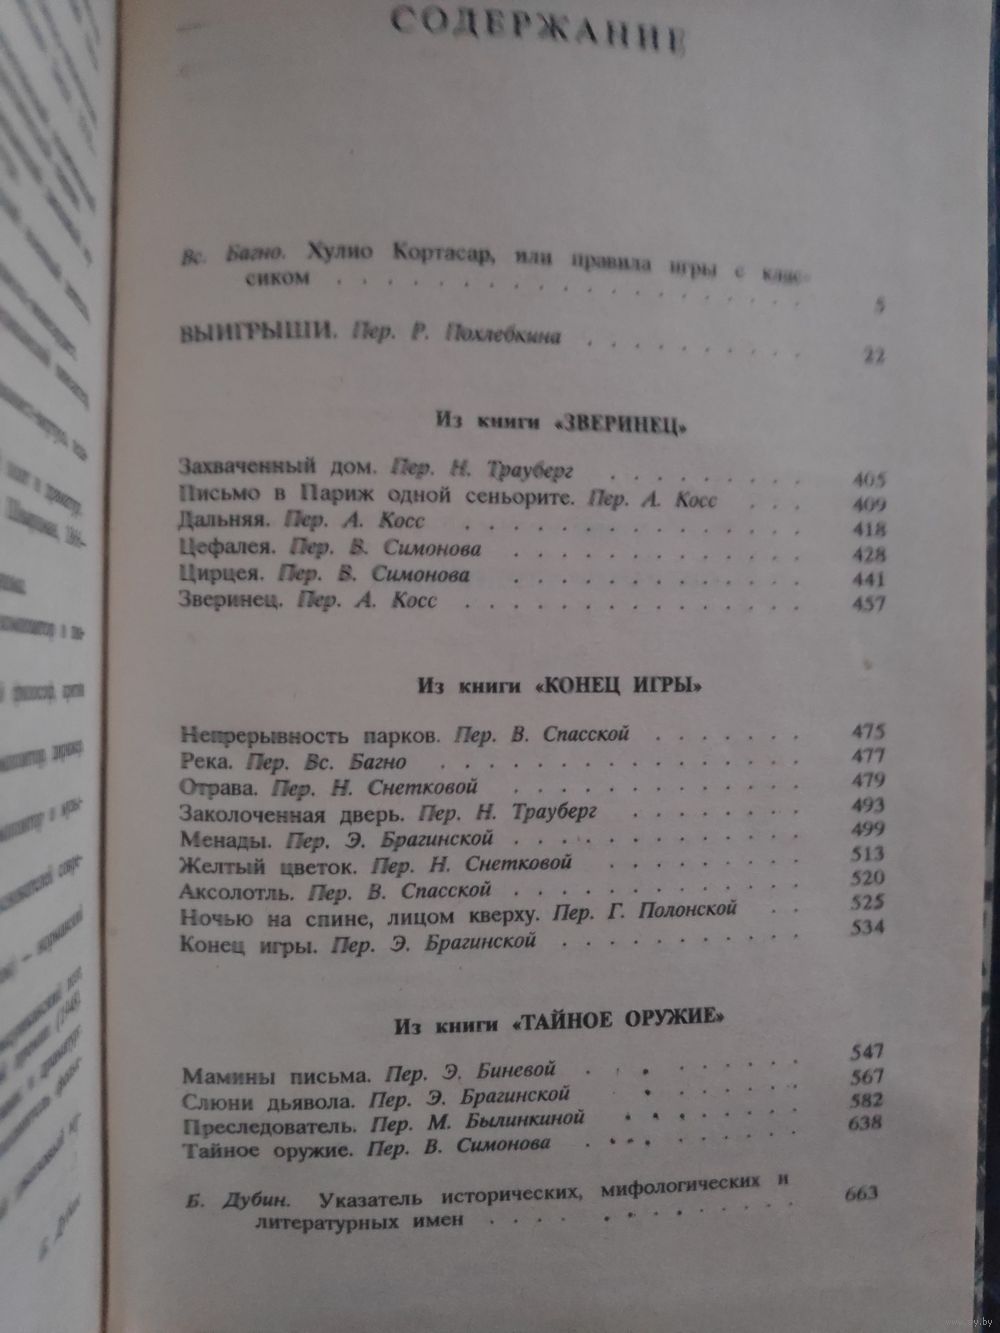 СОДЕРЖАНИЕ
Вс. Багно. Хулио Кортасар, или правила игры с клас-
сиком . . . . . . . . . . . . . . . . . . . 5
ВЫИГРЫШИ. Пер. Р. Похлебкина . . . . . . . . . 22
Из книги «ЗВЕРИНЕЦ»
Захваченный дом. Пер. Н. Трауберг . . . . . . . . 405
Письмо в Париж одной сеньорите. Пер. А. Косс . . . 409
Дальняя. Пер. А. Косс . . . . . . . . . . . . . 418
Цефалея. Пер. В. Симонова . . . . . . . . . . . 428
Цирцея. Пер. В. Симонова . . . . . . . . . . . 441
Зверинец. Пер. А. Косс . . . . . . . . . . . . . 457
Из книги «КОНЕЦ ИГРЫ»
Непрерывность парков. Пер. В. Спасской . . . . . . 475
Река. Пер. Вс. Багно . . . . . . . . . . . . . . 477
Отрава. Пер. Н. Снетковой . . . . . . . . . . . 479
Заколоченная дверь. Пер. Н. Трауберг . . . . . . . 493
Менады. Пер. Э. Брагинской . . . . . . . . . . . 499
Желтый цветок. Пер. Н. Снетковой . . . . . . . . 513
Аксолотль. Пер. В. Спасской . . . . . . . . . . . 520
Ночью на спине, лицом кверху. Пер. Г. Полонской . . 525
Конец игры. Пер. Э. Брагинской . . . . . . . . . 534
Из книги «ТАЙНОЕ ОРУЖИЕ»
Мамины письма. Пер. Э. Биневой . . . . . . . . 547
Слюни дьявола. Пер. Э. Брагинской . . . . . . . 567
Преследователь. Пер. М. Былинкиной . . . . . . . 582
Тайное оружие. Пер. В. Симонова . . . . . . . . 638
Б. Дубин. Указатель исторических, мифологических и
литературных имен . . . . . . . . . . . . 663
Б. Дубин